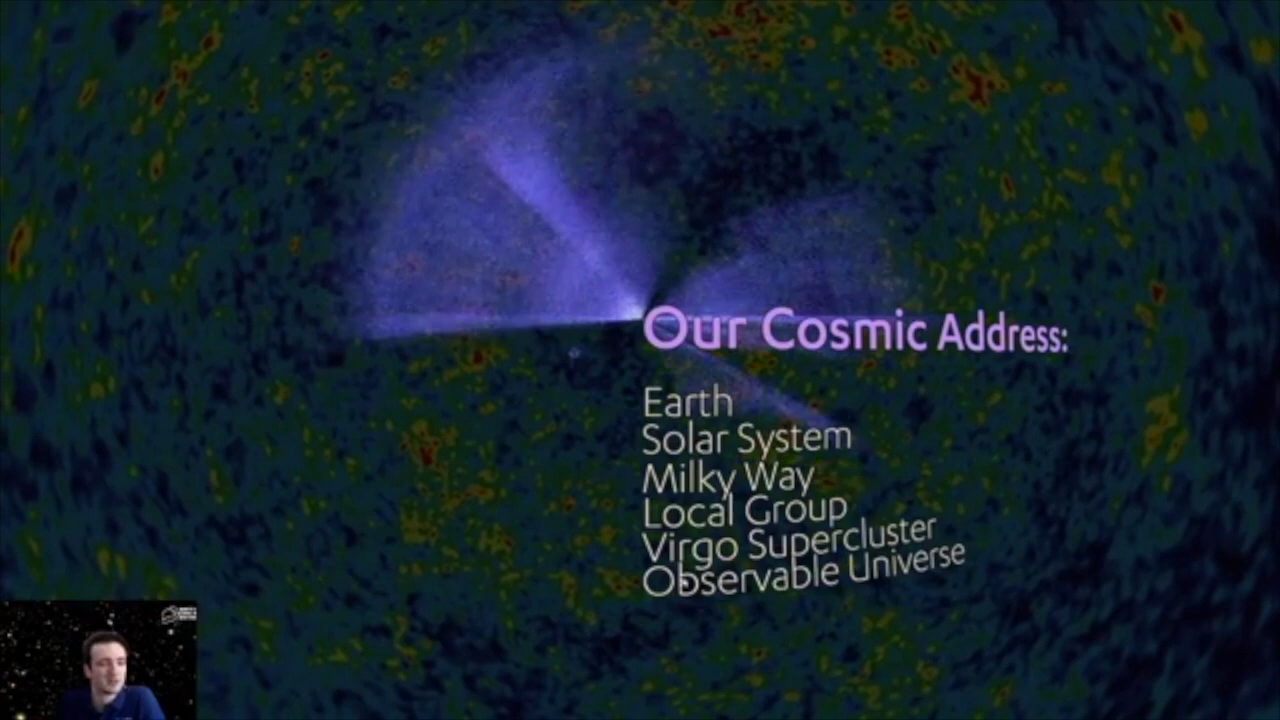 Our Cosmic Address:
Earth
Solar System
Milky Way
Local Group
Virgo Supercluster
Observable Universe